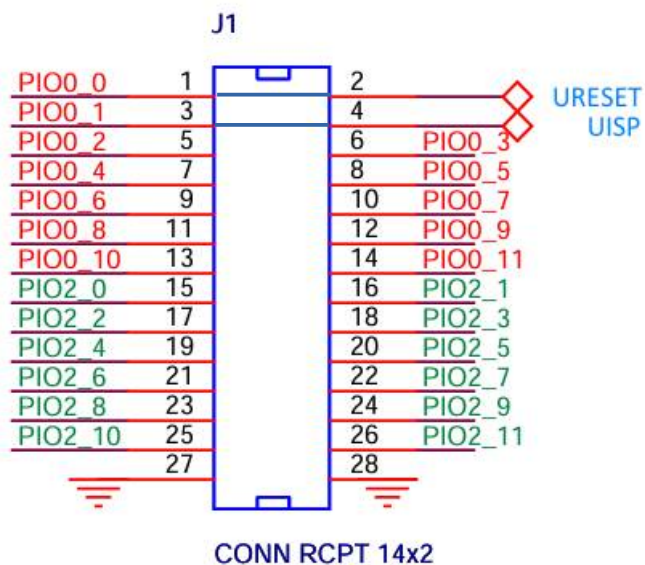 J1
PIO0_0 1 2 URESET
PIO0_1 3 4 UISP
PIO0_2 5 6 PIO0_3
PIO0_4 7 8 PIO0_5
PIO0_6 9 10 PIO0_7
PIO0_8 11 12 PIO0_9
PIO0_10 13 14 PIO0_11
PIO2_0 15 16 PIO2_1
PIO2_2 17 18 PIO2_3
PIO2_4 19 20 PIO2_5
PIO2_6 21 22 PIO2_7
PIO2_8 23 24 PIO2_9
PIO2_10 25 26 PIO2_11
27 28
CONN RCPT 14x2